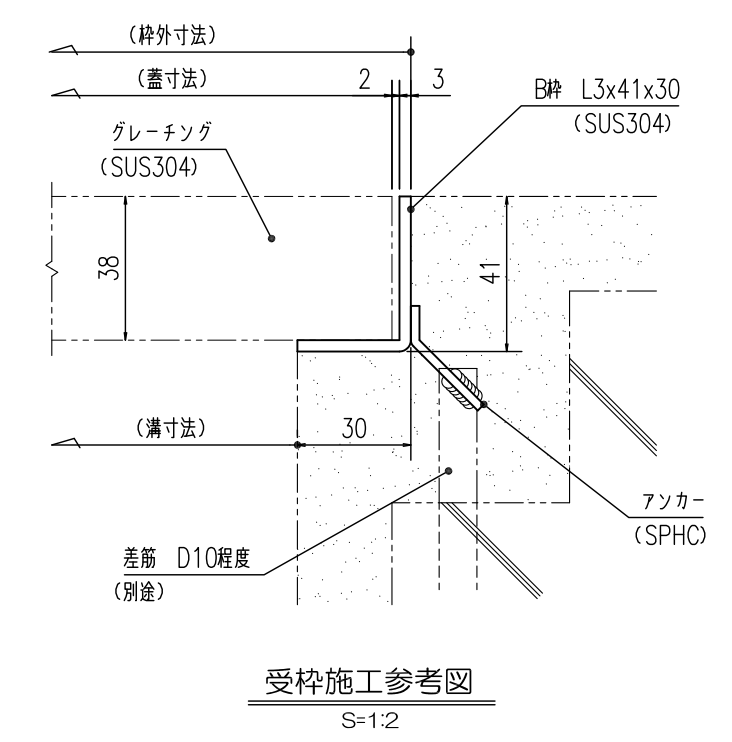 (枠外寸法)
(蓋寸法)
2
3
B枠 L3x41x30
(SUS304)
グレーチング
(SUS304)
38
41
(溝寸法)
30
アンカー
(SPHC)
差筋 D10程度
(別途)
受枠施工参考図
S=1:2